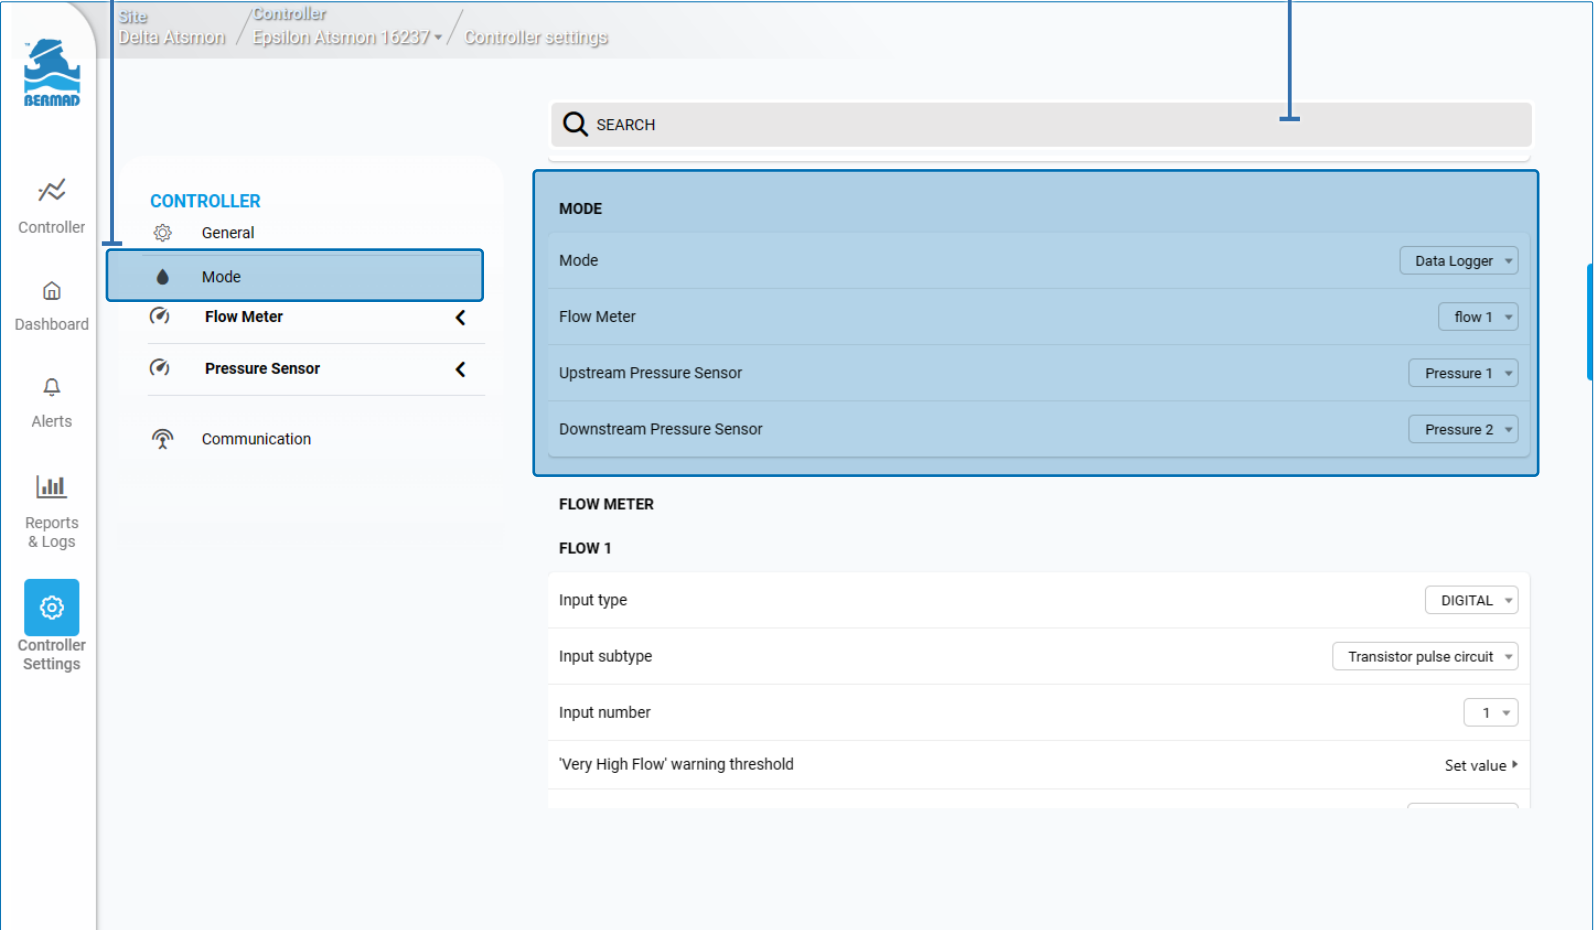 Site
Controller
Delta Atsmon
Epsilon Atsmon 16237
Controller settings
BERMAD
SEARCH
Controller
Dashboard
Alerts
Reports
& Logs
Controller
Settings
CONTROLLER
General
Mode
Flow Meter
Pressure Sensor
Communication
MODE
Mode
Data Logger
Flow Meter
flow 1
Upstream Pressure Sensor
Pressure 1
Downstream Pressure Sensor
Pressure 2
FLOW METER
FLOW 1
Input type
DIGITAL
Input subtype
Transistor pulse circuit
Input number
1
'Very High Flow' warning threshold
Set value